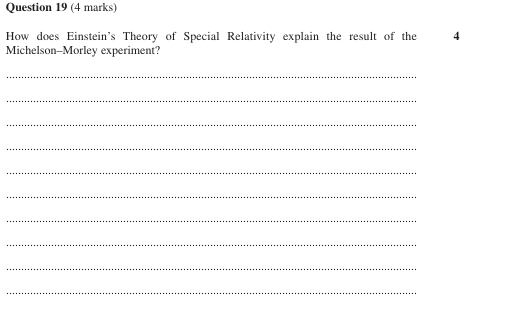 Question 19 (4 marks)
How does Einstein's Theory of Special Relativity explain the result of the 4
Michelson–Morley experiment?